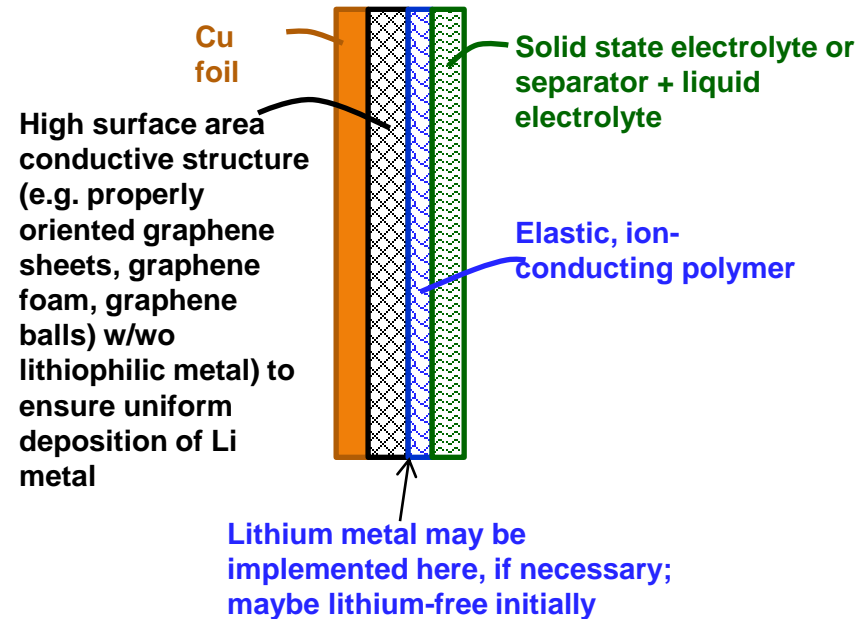 Cu
foil
High surface area
conductive structure
(e.g. properly
oriented graphene
sheets, graphene
foam, graphene
balls) w/wo
lithiophilic metal) to
ensure uniform
deposition of Li
metal
Solid state electrolyte or
separator + liquid
electrolyte
Elastic, ion-
conducting polymer
Lithium metal may be
implemented here, if necessary;
maybe lithium-free initially